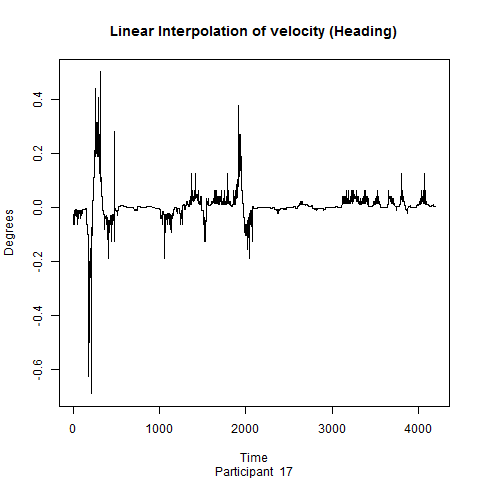 Linear Interpolation of velocity (Heading)
Degrees
0.4
0.2
0.0
-0.2
-0.4
-0.6
0 1000 2000 3000 4000
Time
Participant 17